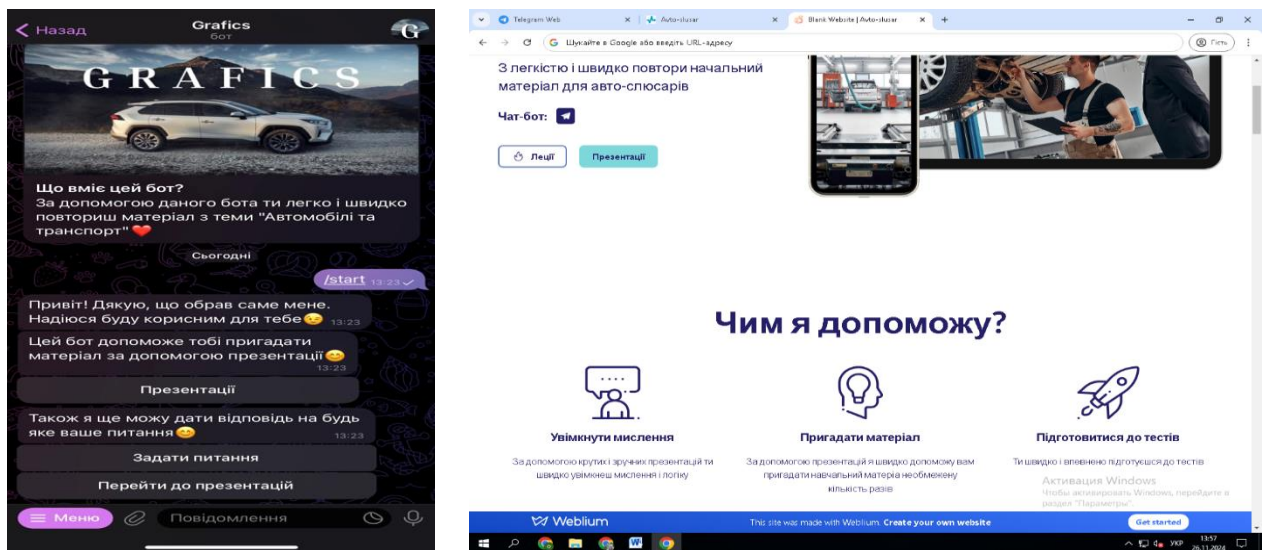 Назад
Grafics
бот
G
GRAFICS
Що вміє цей бот?
За допомогою даного бота ти легко і швидко
повториш матеріал з теми "Автомобілі та
транспорт"❤️
Сьогодні
/start 13:23
Привіт! Дякую, що обрав саме мене.
Надіюся буду корисним для тебе😉 13:23
Цей бот допоможе тобі пригадати
матеріал за допомогою презентації😊
13:23
Презентації
Також я ще можу дати відповідь на будь
яке ваше питання😊 13:23
Задати питання
Перейти до презентацій
Меню
Повідомлення
Telegram Web
Avto-slusar
Blank Website | Avto-slusar
Шукайте в Google або введіть URL-адресу
Гість
З легкістю і швидко повтори начальний
матеріал для авто-слюсарів
Чат-бот:
Леції
Презентації
Чим я допоможу?
Увімкнути мислення
За допомогою крутих і зручних презентацій ти
швидко увімкнеш мислення і логіку
Пригадати матеріал
За допомогою презентацій я швидко допоможу вам
пригадати навчальний матеріа необмежену
кількість разів
Підготовитися до тестів
Ти швидко і впевнено підготуєшся до тестів
Активация Windows
Чтобы активировать Windows, перейдите в
раздел "Параметры".
Weblium
This site was made with Weblium. Create your own website
Get started
УКР
13:57
26.11.2024